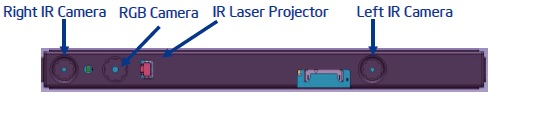 Right IR Camera
RGB Camera
IR Laser Projector
Left IR Camera